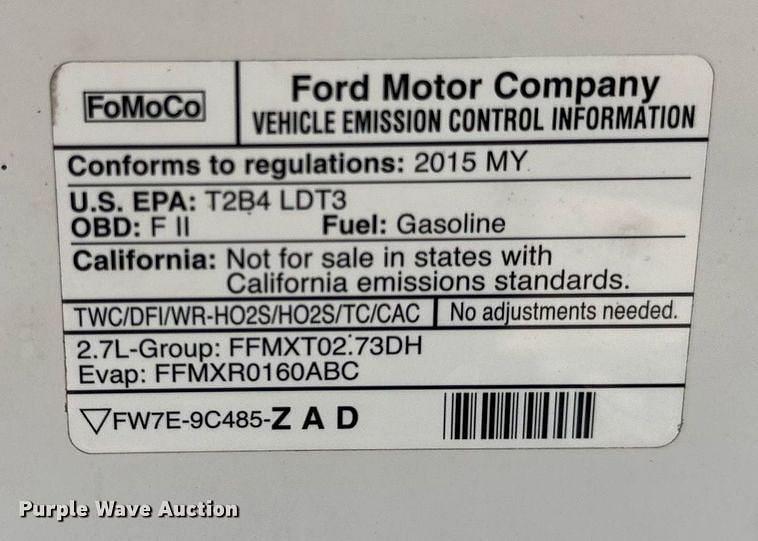 FoMoCo
Ford Motor Company
VEHICLE EMISSION CONTROL INFORMATION
Conforms to regulations: 2015 MY
U.S. EPA: T2B4 LDT3
OBD: F II Fuel: Gasoline
California: Not for sale in states with
California emissions standards.
TWC/DFI/WR-HO2S/HO2S/TC/CAC No adjustments needed.
2.7L-Group: FFMXT02.73DH
Evap: FFMXR0160ABC
▽FW7E-9C485-Z A D
Purple Wave Auction